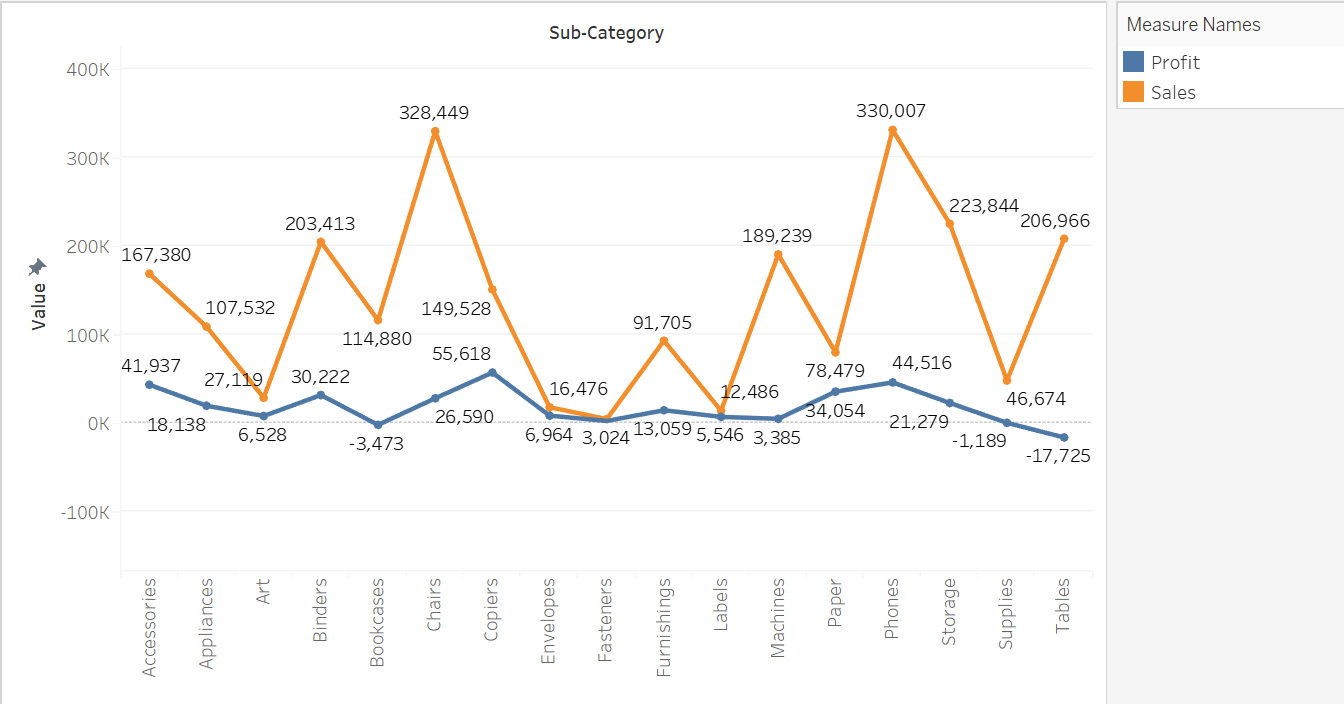 Sub-Category
Measure Names
Profit
Sales
Value
400K
300K
200K
100K
0K
-100K
328,449
330,007
203,413
223,844
206,966
189,239
167,380
107,532
149,528
91,705
114,880
55,618
41,937
44,516
78,479
27,119
30,222
16,476
12,486
46,674
34,054
18,138
26,590
21,279
6,528
6,964
3,024
13,059
5,546
3,385
-3,473
-1,189
-17,725
Accessories
Appliances
Art
Binders
Bookcases
Chairs
Copiers
Envelopes
Fasteners
Furnishings
Labels
Machines
Paper
Phones
Storage
Supplies
Tables